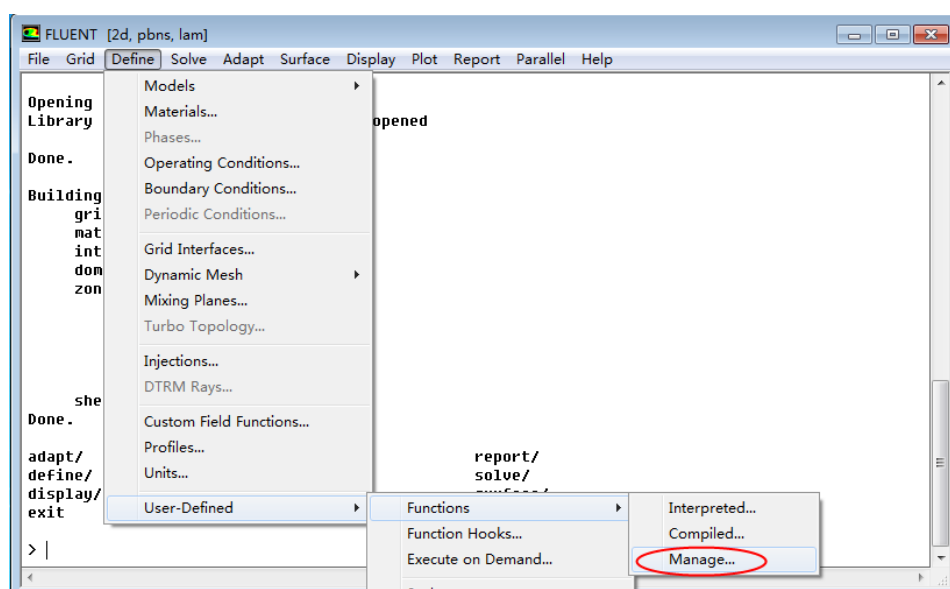 FLUENT [2d, pbns, lam]
File Grid Define Solve Adapt Surface Display Plot Report Parallel Help
Opening
Library
opened
Done.
Building
gri
mat
int
dom
zon
she
Done.
adapt/
define/
display/
exit
report/
solve/
> |
Models
Materials...
Phases...
Operating Conditions...
Boundary Conditions...
Periodic Conditions...
Grid Interfaces...
Dynamic Mesh
Mixing Planes...
Turbo Topology...
Injections...
DTRM Rays...
Custom Field Functions...
Profiles...
Units...
User-Defined
Functions
Function Hooks...
Execute on Demand...
Interpreted...
Compiled...
Manage...